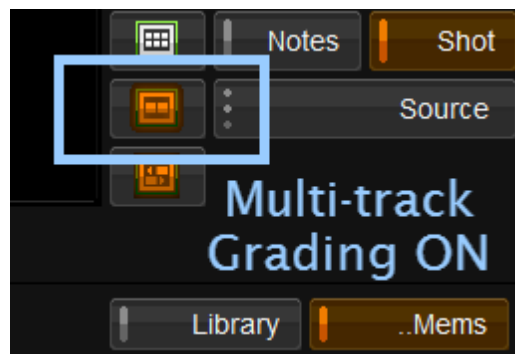 Notes
Shot
Source
Multi-track
Grading ON
Library
..Mems